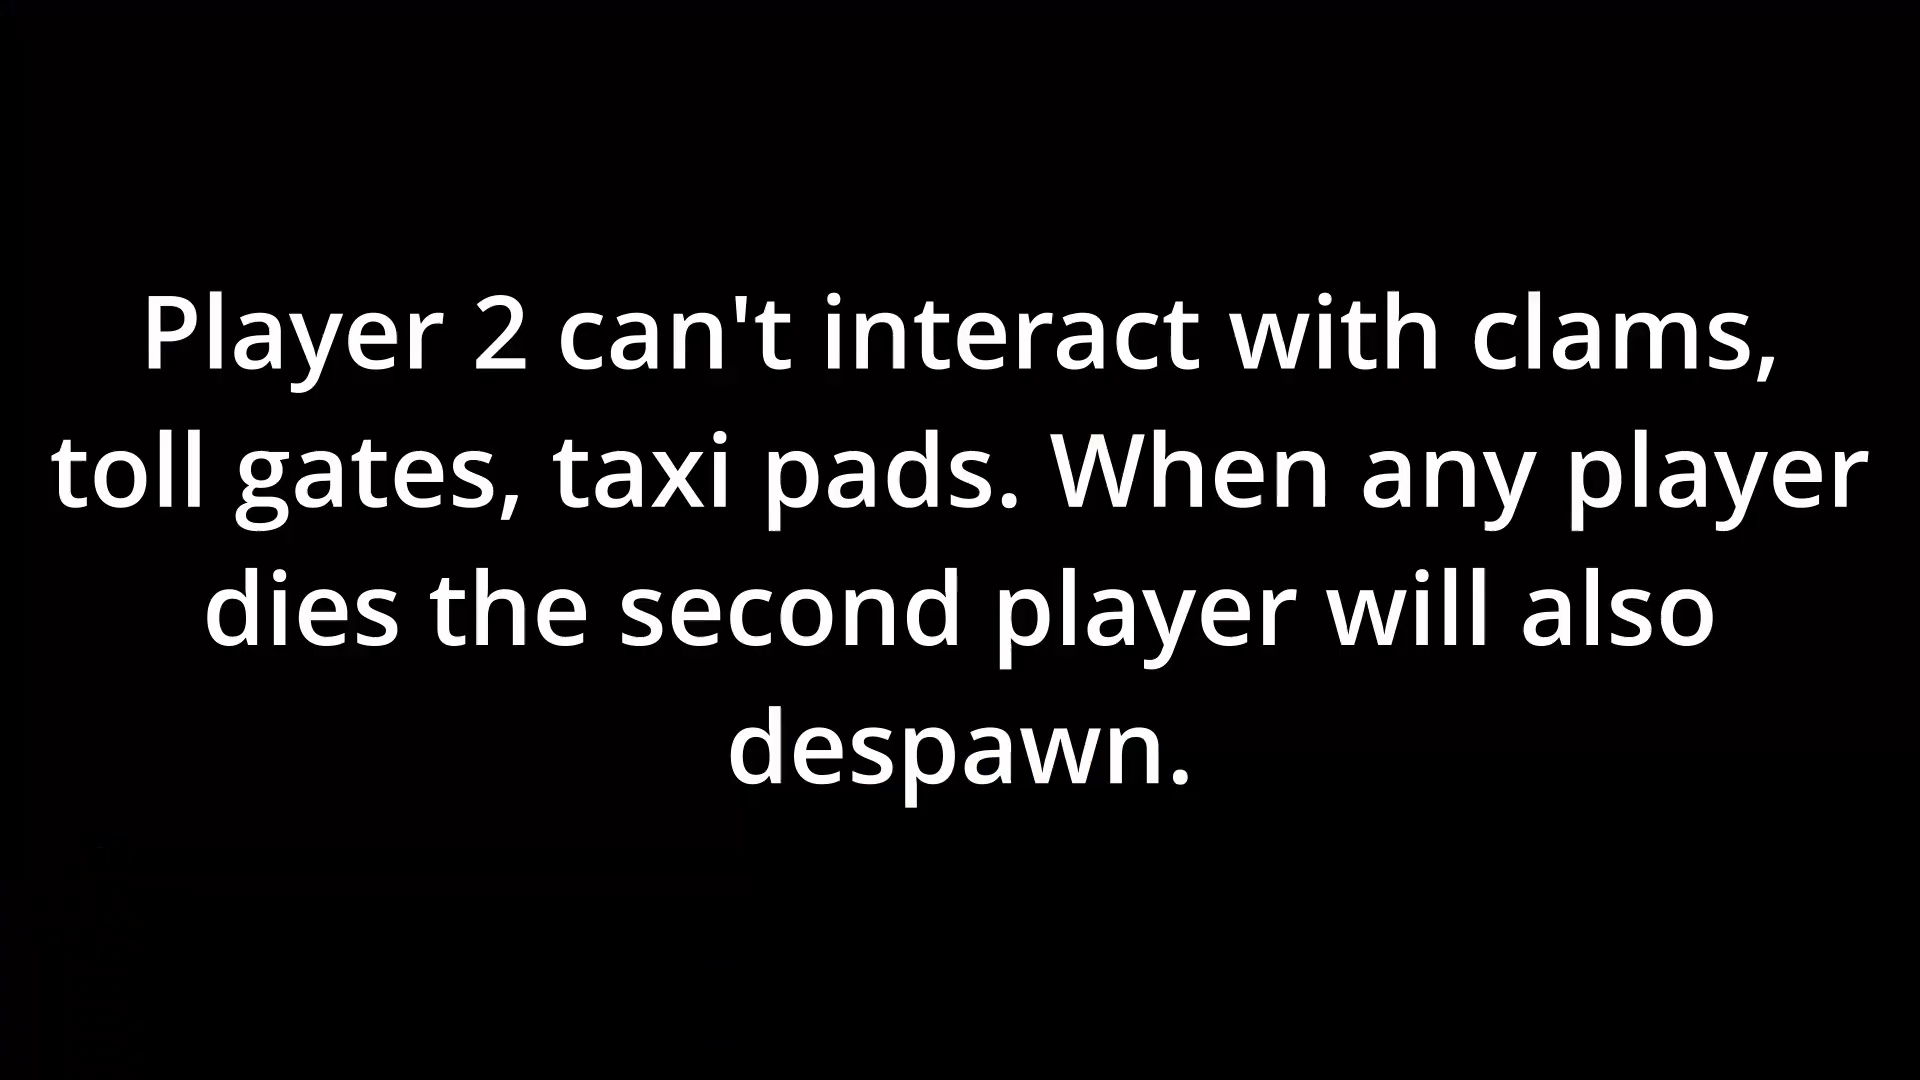 Player 2 can't interact with clams,
toll gates, taxi pads. When any player
dies the second player will also
despawn.